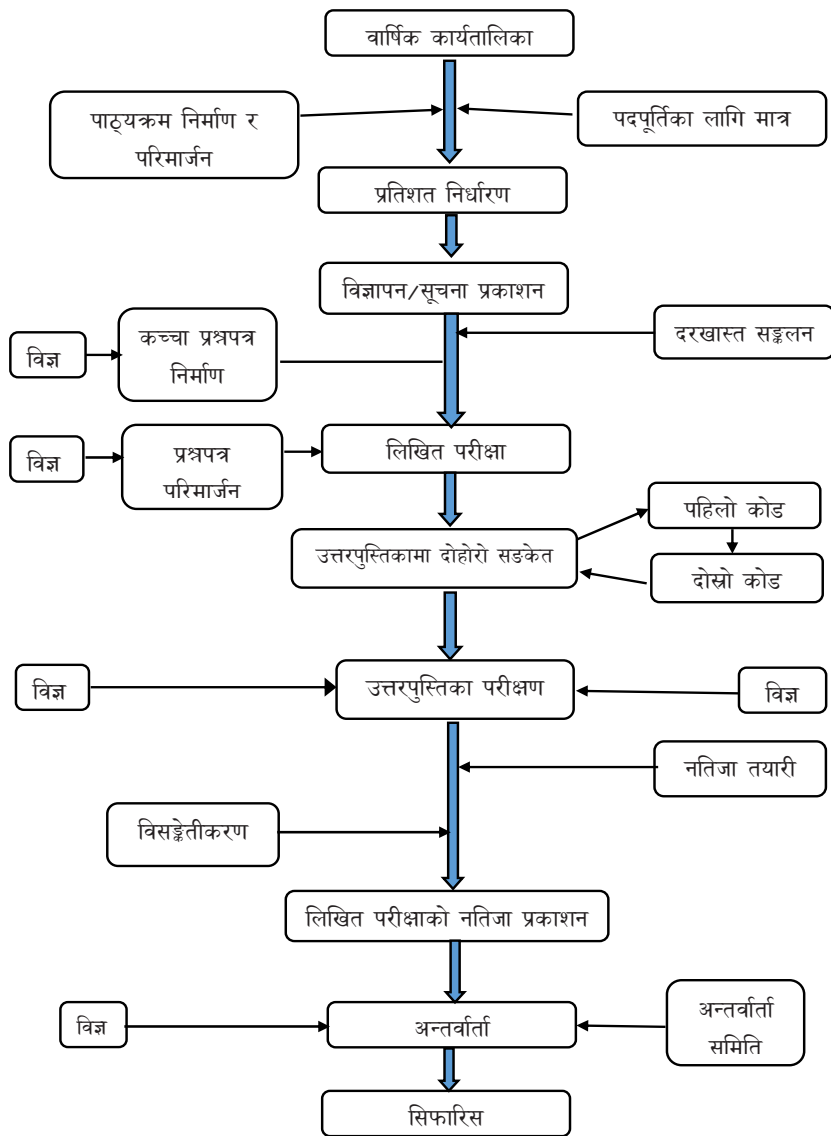 वार्षिक कार्यतालिका
पाठ्यक्रम निर्माण र
परिमार्जन
पदपूर्तिका लागि मात्र
प्रतिशत निर्धारण
विज्ञापन/सूचना प्रकाशन
विज्ञ
कच्चा प्रश्नपत्र
निर्माण
दरखास्त सङ्कलन
विज्ञ
प्रश्नपत्र
परिमार्जन
लिखित परीक्षा
पहिलो कोड
उत्तरपुस्तिकामा दोहोरो सङकेत
दोस्रो कोड
विज्ञ
उत्तरपुस्तिका परीक्षण
विज्ञ
नतिजा तयारी
विसङ्केतीकरण
लिखित परीक्षाको नतिजा प्रकाशन
विज्ञ
अन्तर्वार्ता
अन्तर्वार्ता
समिति
सिफारिस